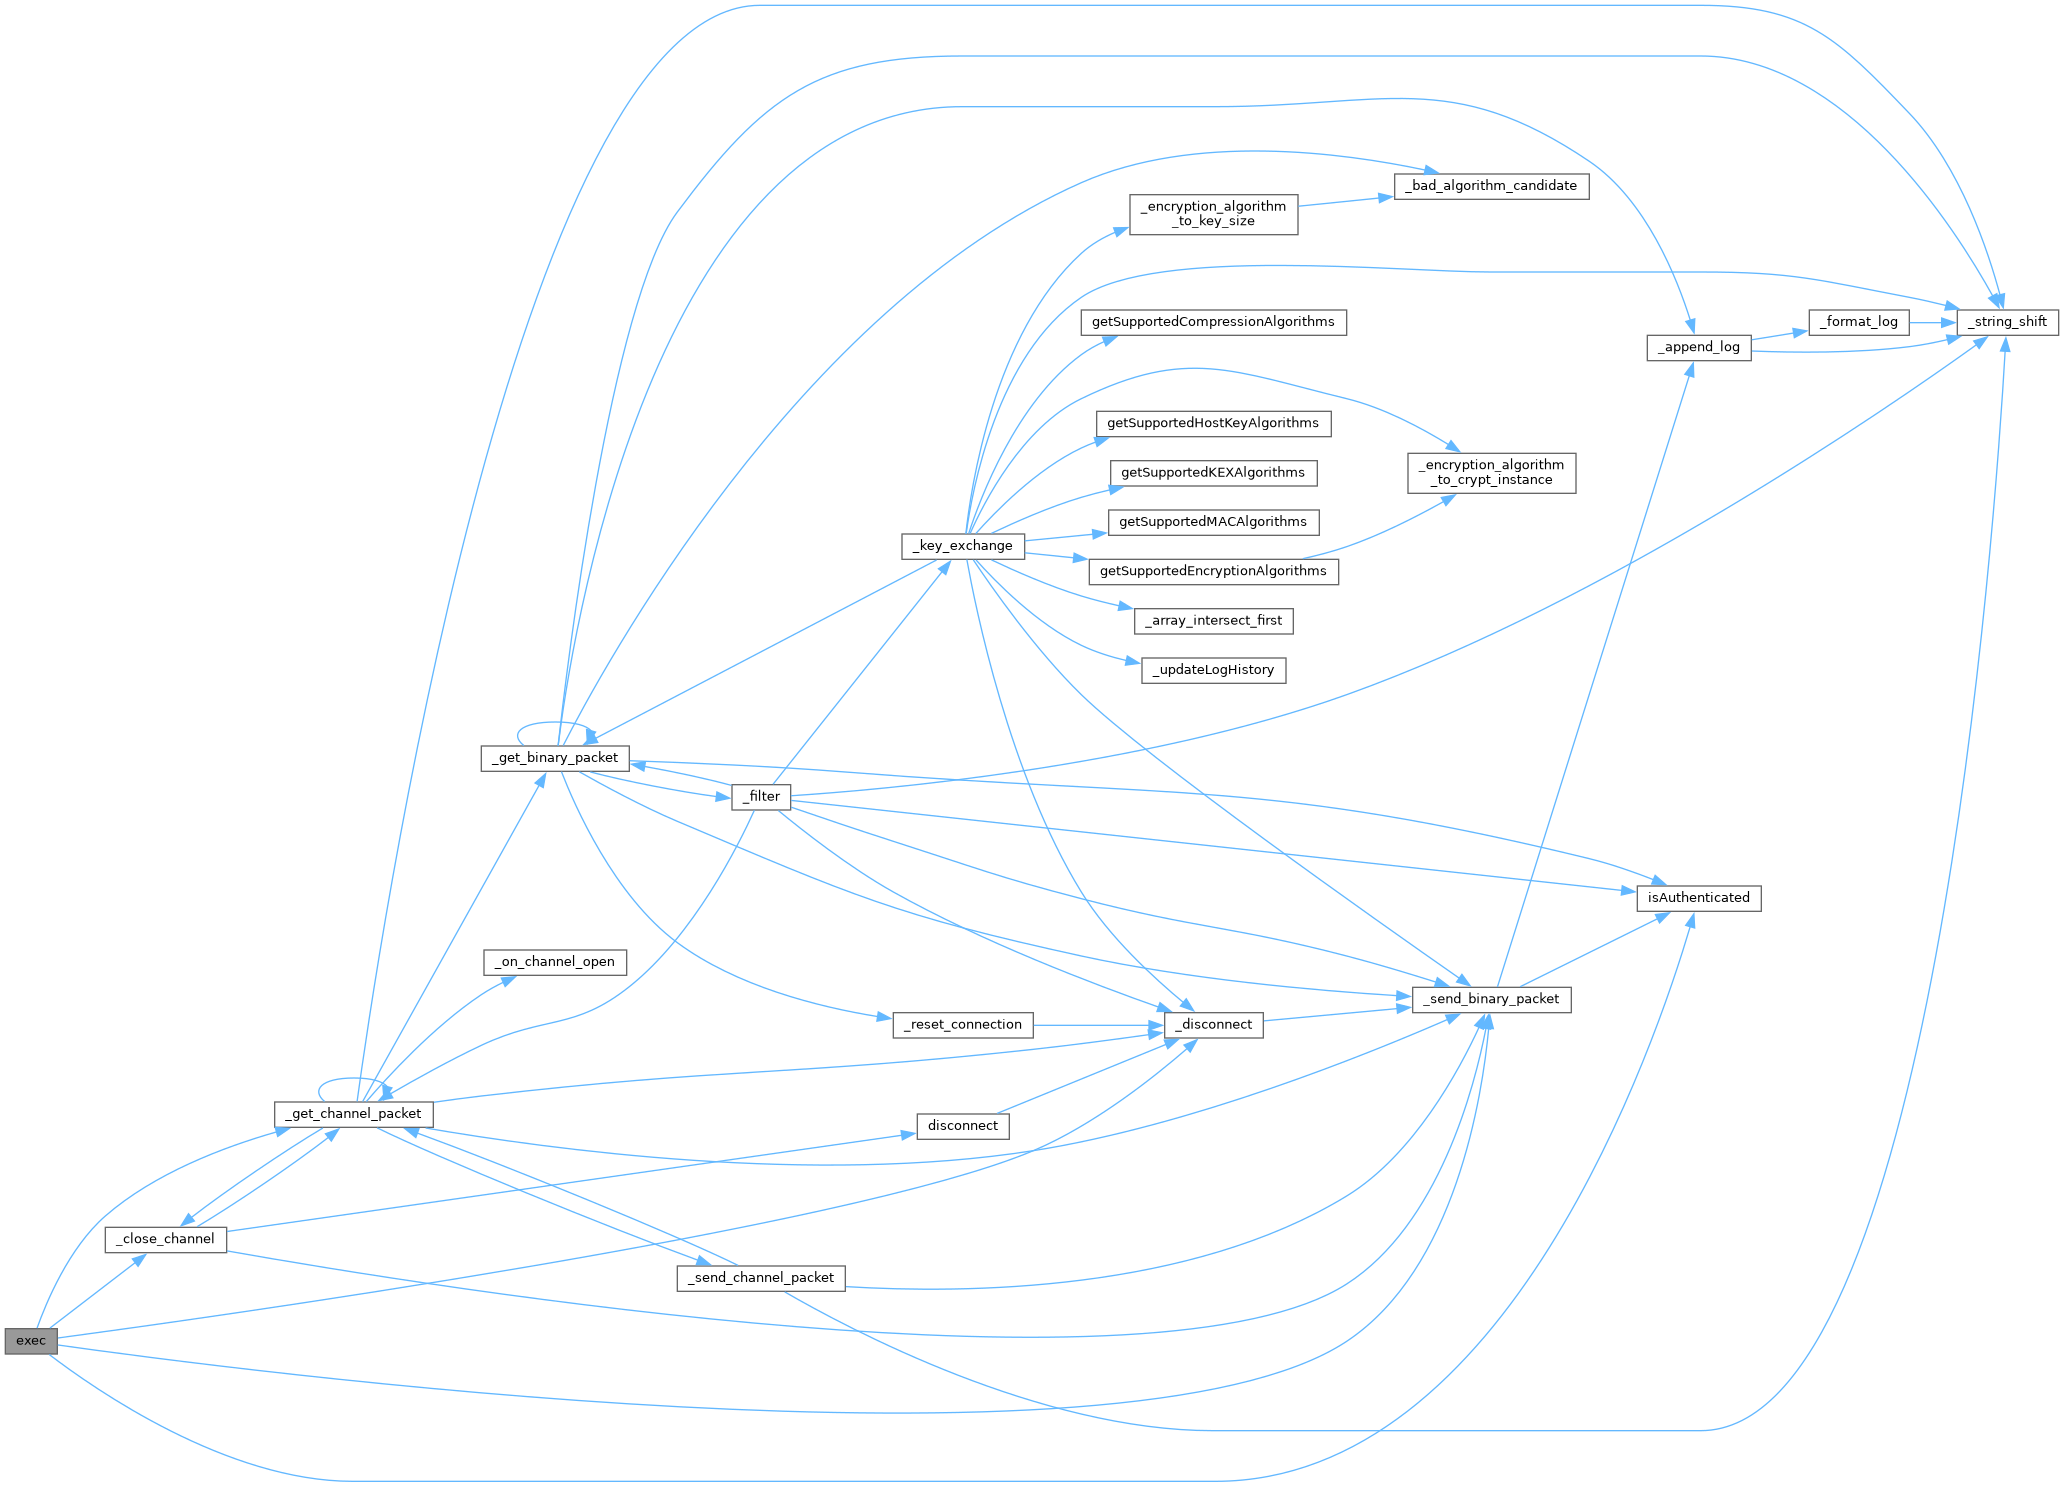 _bad_algorithm_candidate
_encryption_algorithm
_to_key_size
getSupportedCompressionAlgorithms
_format_log
_string_shift
_append_log
getSupportedHostKeyAlgorithms
_encryption_algorithm
_to_crypt_instance
getSupportedKEXAlgorithms
getSupportedMACAlgorithms
_key_exchange
getSupportedEncryptionAlgorithms
_array_intersect_first
_updateLogHistory
_get_binary_packet
_filter
isAuthenticated
_on_channel_open
_send_binary_packet
_reset_connection
_disconnect
_get_channel_packet
disconnect
_close_channel
_send_channel_packet
exec